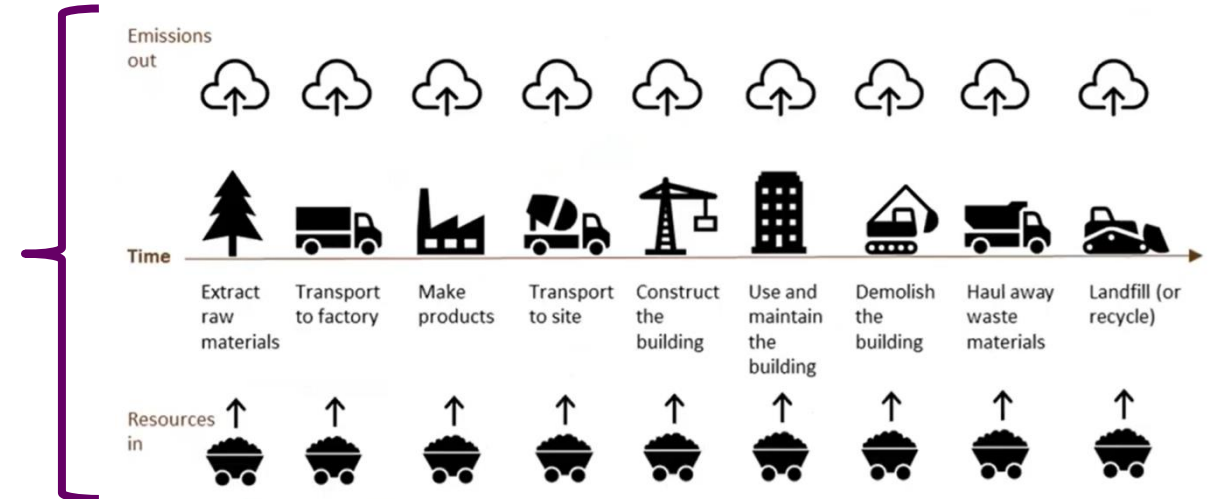 Emissions
out
Time
Extract
raw
materials
Transport
to factory
Make
products
Transport
to site
Construct
the
building
Use and
maintain
the
building
Demolish
the
building
Haul away
waste
materials
Landfill (or
recycle)
Resources
in